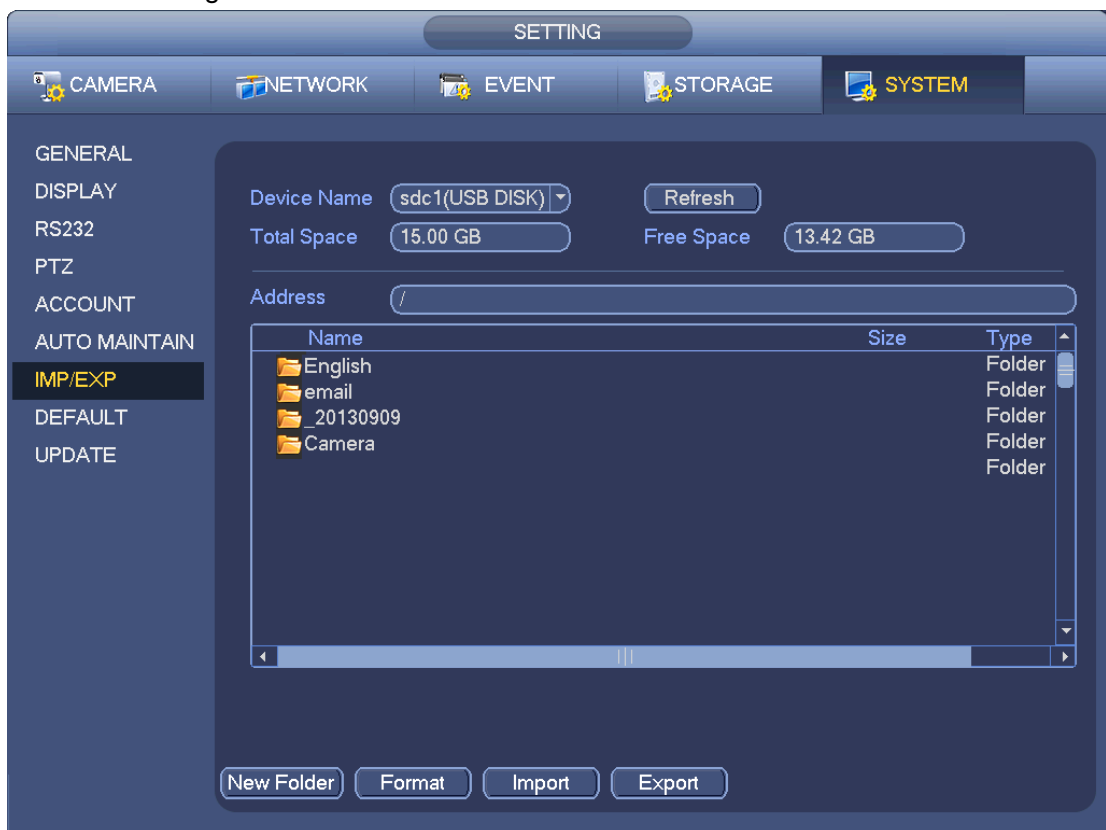 SETTING
CAMERA NETWORK EVENT STORAGE SYSTEM
GENERAL
DISPLAY
RS232
PTZ
ACCOUNT
AUTO MAINTAIN
IMP/EXP
DEFAULT
UPDATE
Device Name sdc1(USB DISK) Refresh
Total Space 15.00 GB Free Space 13.42 GB
Address /
Name Size Type
English Folder
email Folder
_20130909 Folder
Camera Folder
Folder
New Folder Format Import Export